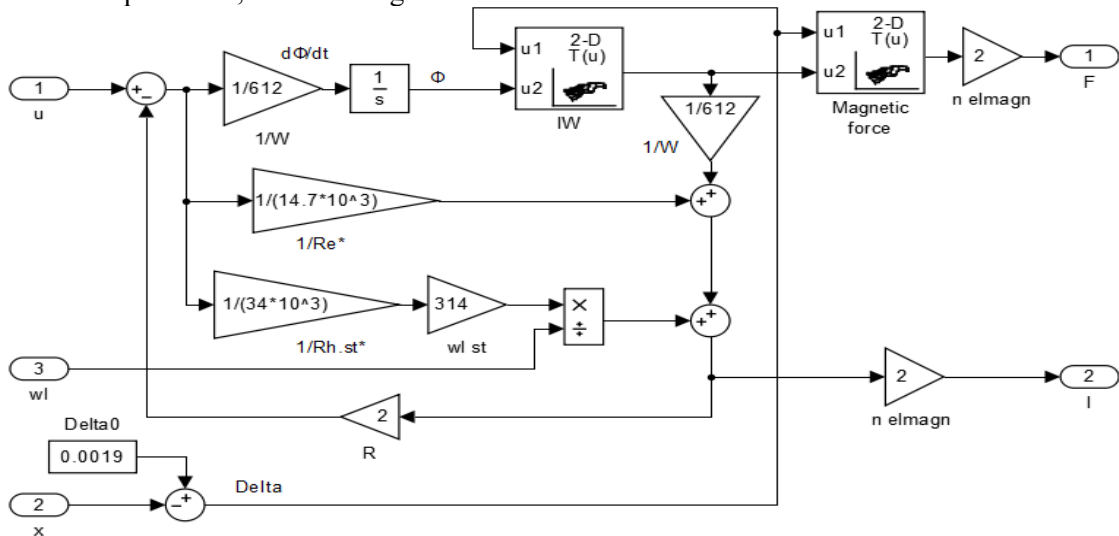 dΦ/dt
1
u
+
−
1/612
1/W
1
s
Φ
u1
u2
2-D
T(u)
IW
1/612
1/W
u1
u2
2-D
T(u)
Magnetic
force
2
n elmagn
1
F
1/(14.7*10^3)
1/Re*
+
+
1/(34*10^3)
1/Rh.st*
314
wl st
×
÷
+
+
3
wl
2
R
2
n elmagn
2
I
Delta0
0.0019
2
x
−
+
Delta